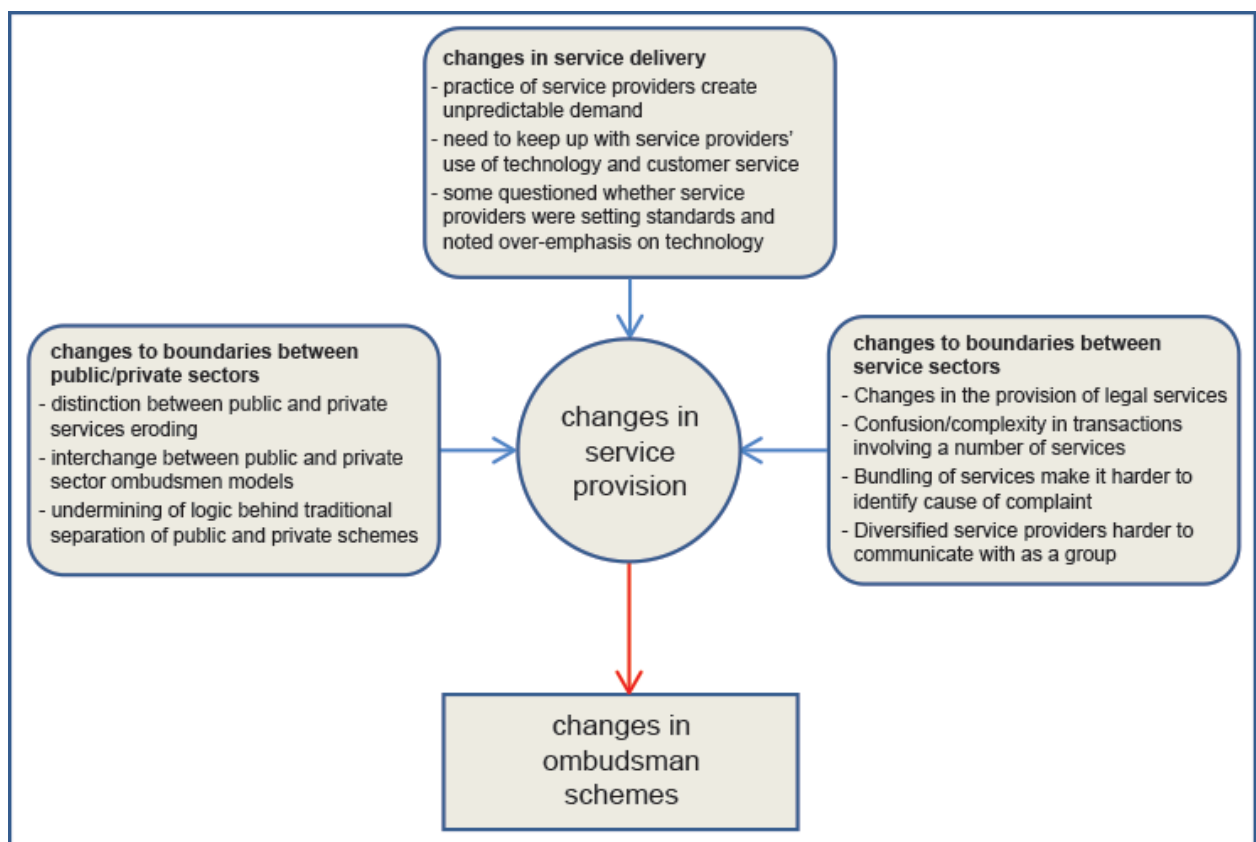 changes in service delivery
- practice of service providers create
unpredictable demand
- need to keep up with service providers'
use of technology and customer service
- some questioned whether service
providers were setting standards and
noted over-emphasis on technology
changes to boundaries between
public/private sectors
- distinction between public and private
services eroding
- interchange between public and private
sector ombudsmen models
- undermining of logic behind traditional
separation of public and private schemes
changes in
service
provision
changes to boundaries between
service sectors
- Changes in the provision of legal services
- Confusion/complexity in transactions
involving a number of services
- Bundling of services make it harder to
identify cause of complaint
- Diversified service providers harder to
communicate with as a group
changes in
ombudsman
schemes